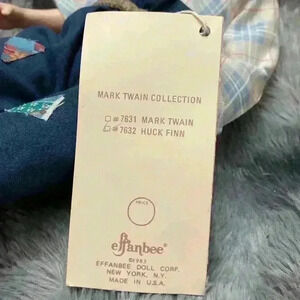 MARK TWAIN COLLECTION
#7631 MARK TWAIN
#7632 HUCK FINN
PRICE
effanbee®
©1983
EFFANBEE DOLL CORP.
NEW YORK, N.Y.
MADE IN U.S.A.